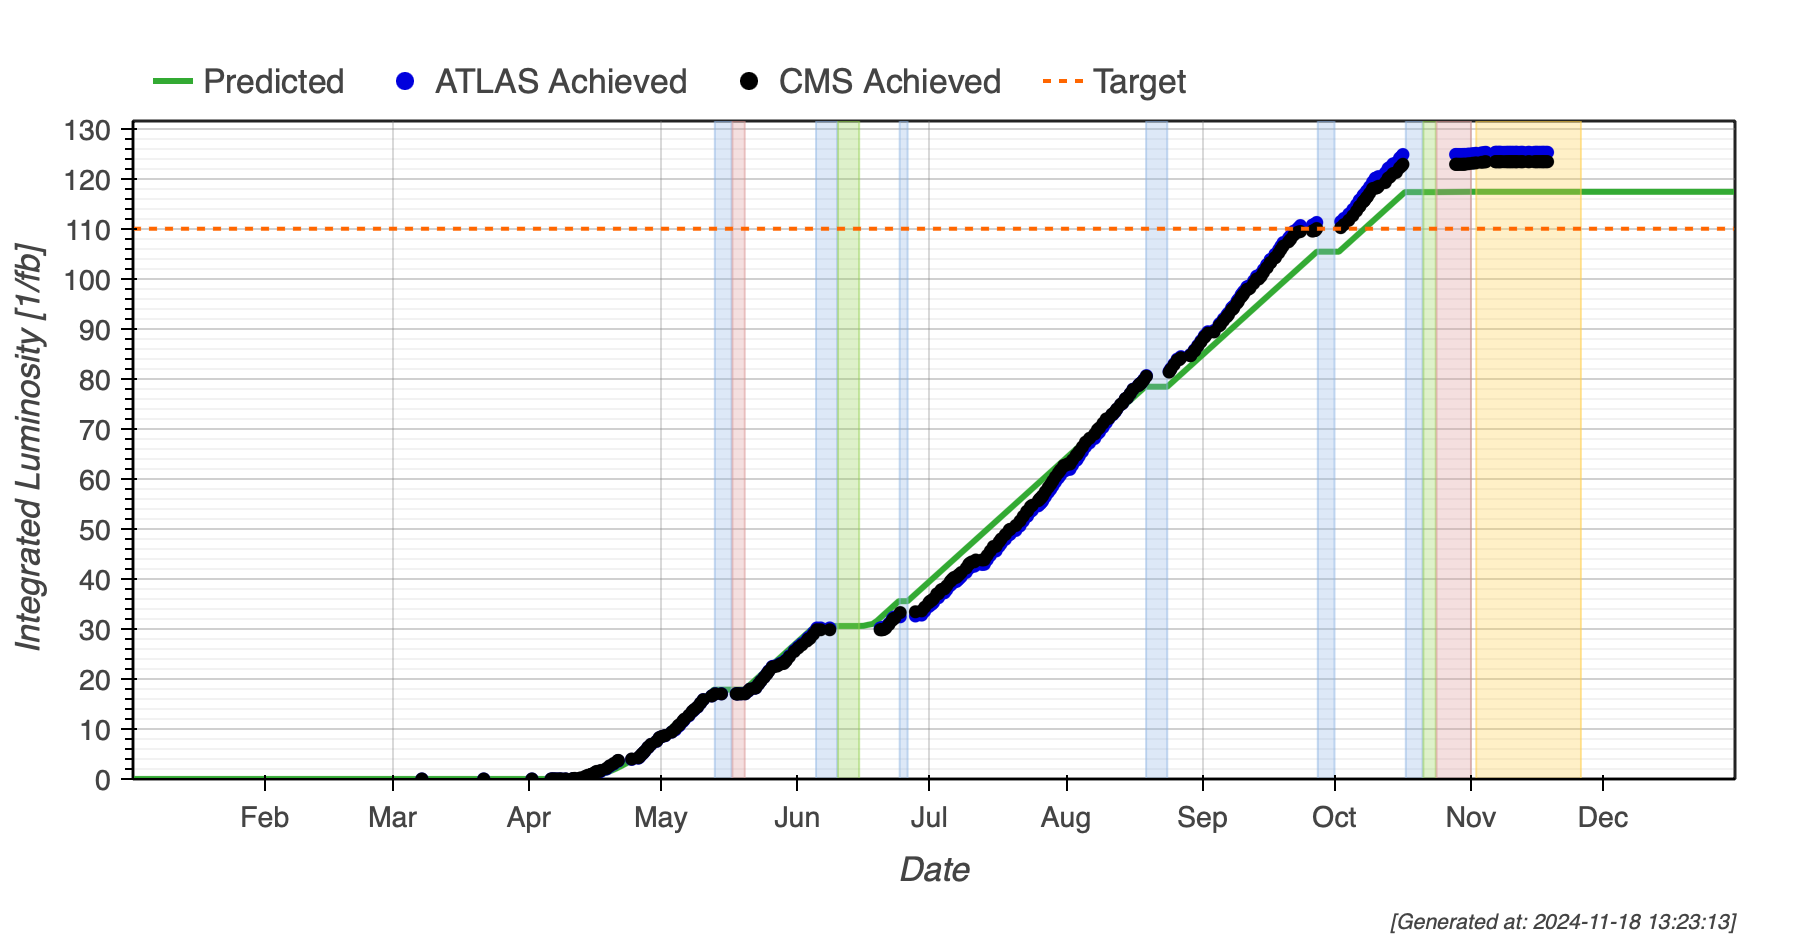 Predicted ATLAS Achieved CMS Achieved Target
130
120
110
100
90
80
70
60
50
40
30
20
10
0
Integrated Luminosity [1/fb]
Feb Mar Apr May Jun Jul Aug Sep Oct Nov Dec
Date
[Generated at: 2024-11-18 13:23:13]